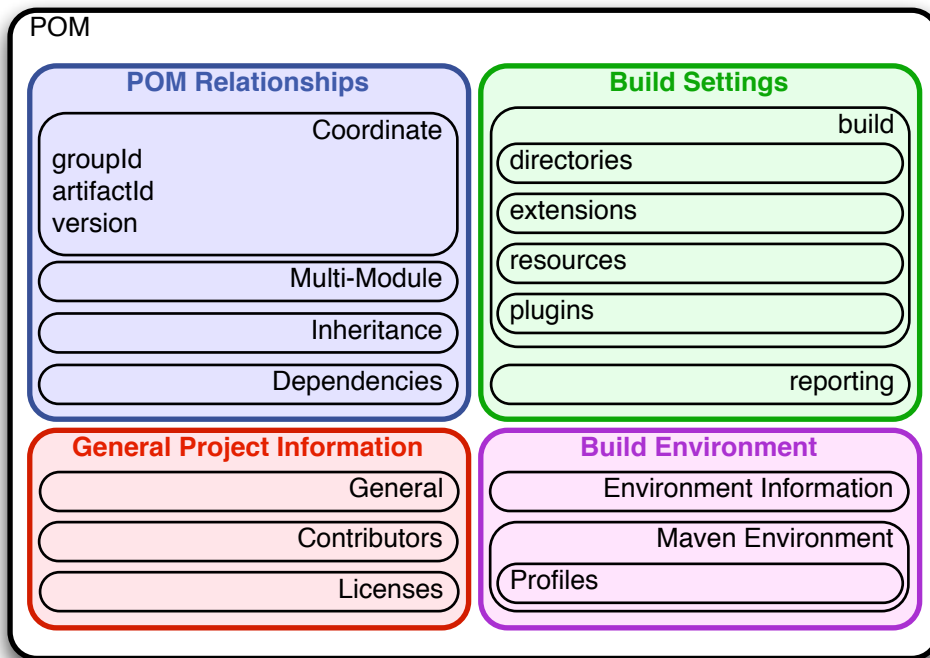 POM
POM Relationships
Coordinate
groupId
artifactId
version
Multi-Module
Inheritance
Dependencies
Build Settings
build
directories
extensions
resources
plugins
reporting
General Project Information
General
Contributors
Licenses
Build Environment
Environment Information
Maven Environment
Profiles